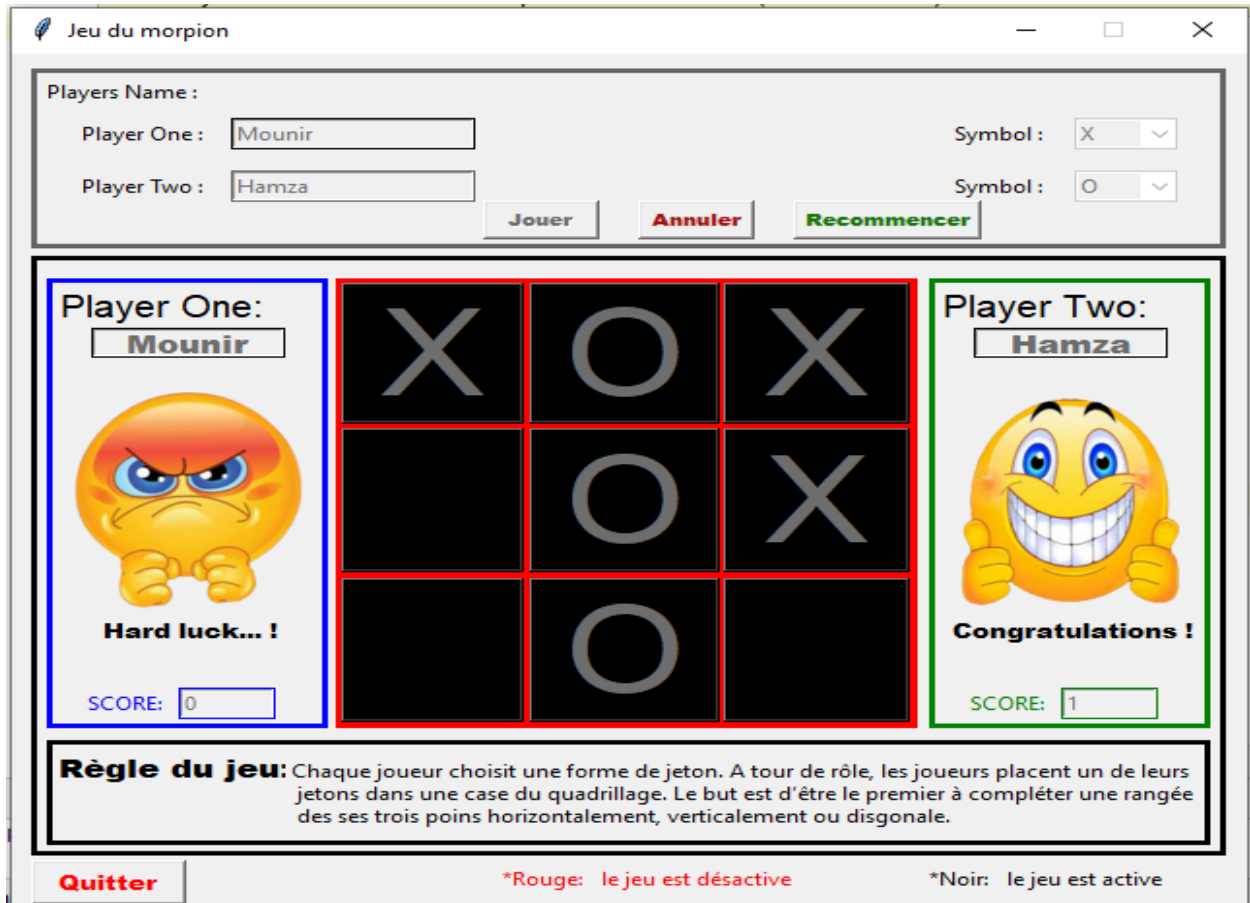 Jeu du morpion
Players Name :
Player One : Mounir Symbol : X
Player Two : Hamza Symbol : O
Jouer Annuler Recommencer
Player One:
Mounir
Hard luck... !
SCORE: 0
X O X
O X
O
Player Two:
Hamza
Congratulations !
SCORE: 1
Règle du jeu: Chaque joueur choisit une forme de jeton. A tour de rôle, les joueurs placent un de leurs
jetons dans une case du quadrillage. Le but est d'être le premier à compléter une rangée
des ses trois poins horizontalement, verticalement ou disgonale.
Quitter *Rouge: le jeu est désactive *Noir: le jeu est active